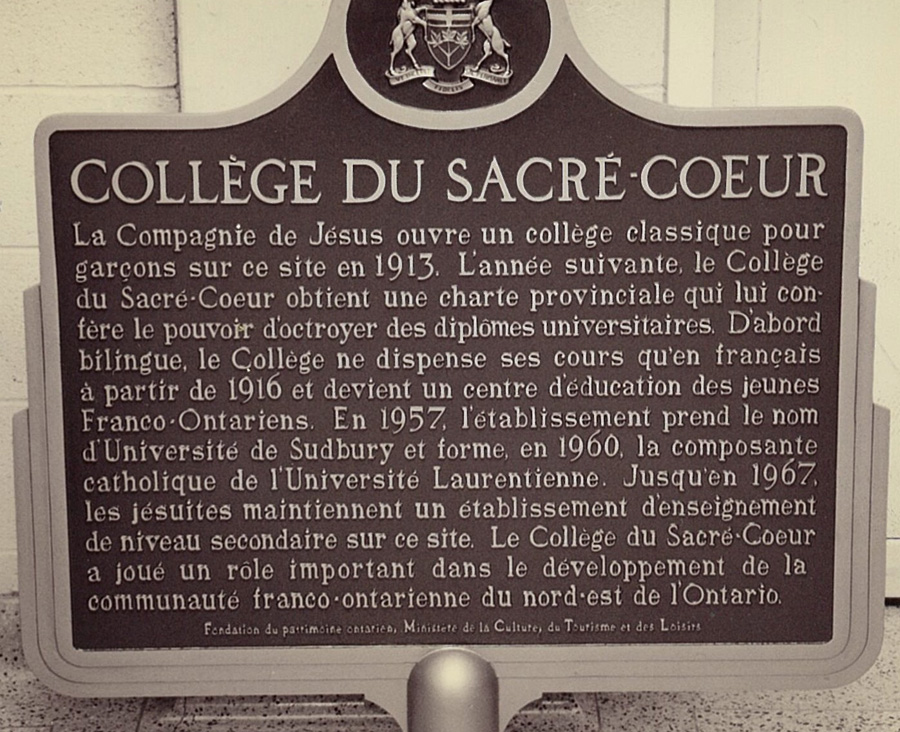 COLLÈGE DU SACRÉ-COEUR
La Compagnie de Jésus ouvre un collège classique pour
garçons sur ce site en 1913. L'année suivante, le Collège
du Sacré-Coeur obtient une charte provinciale qui lui con-
fère le pouvoir d'octroyer des diplômes universitaires. D'abord
bilingue, le Collège ne dispense ses cours qu'en français
à partir de 1916 et devient un centre d'éducation des jeunes
Franco-Ontariens. En 1957, l'établissement prend le nom
d'Université de Sudbury et forme, en 1960, la composante
catholique de l'Université Laurentienne. Jusqu'en 1967,
les jésuites maintiennent un établissement d'enseignement
de niveau secondaire sur ce site. Le Collège du Sacré-Coeur
a joué un rôle important dans le développement de la
communauté franco-ontarienne du nord-est de l'Ontario.
Fondation du patrimoine ontarien, Ministère de la Culture, du Tourisme et des Loisirs